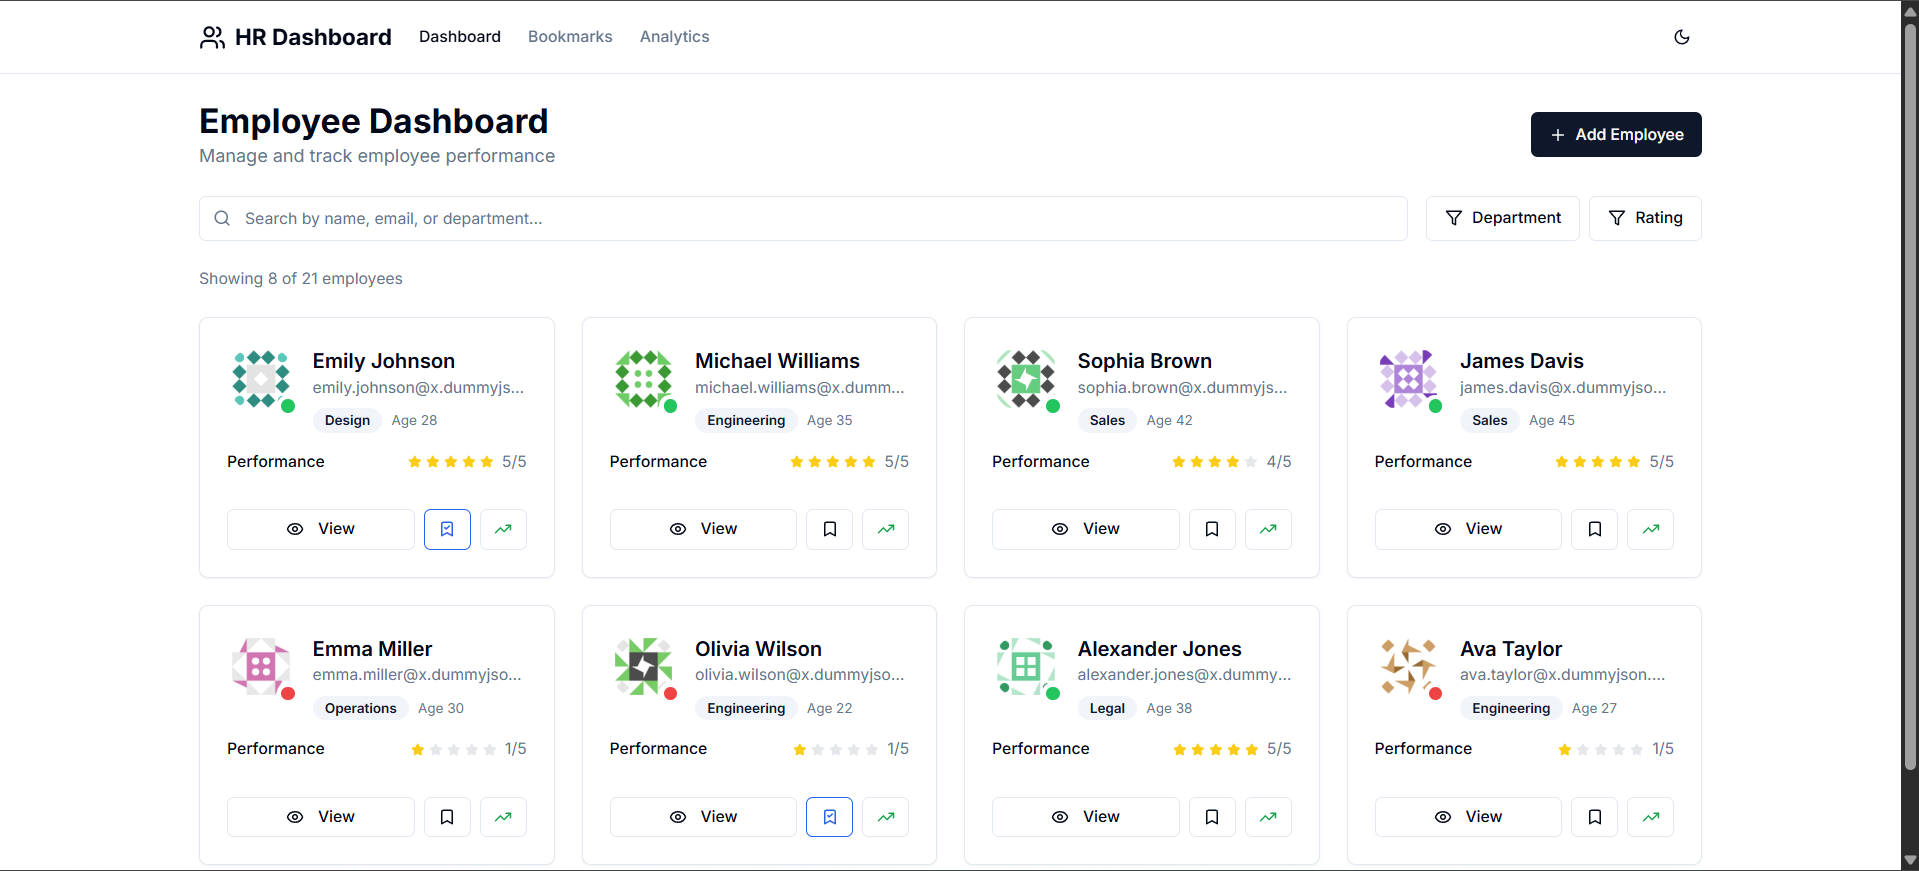 HR Dashboard Dashboard Bookmarks Analytics
Employee Dashboard
Manage and track employee performance
Add Employee
Search by name, email, or department...
Department
Rating
Showing 8 of 21 employees
Emily Johnson
emily.johnson@x.dummyjs...
Design Age 28
Performance 5/5
View
Michael Williams
michael.williams@x.dumm...
Engineering Age 35
Performance 5/5
View
Sophia Brown
sophia.brown@x.dummyjs...
Sales Age 42
Performance 4/5
View
James Davis
james.davis@x.dummyjso...
Sales Age 45
Performance 5/5
View
Emma Miller
emma.miller@x.dummyjso...
Operations Age 30
Performance 1/5
View
Olivia Wilson
olivia.wilson@x.dummyjso...
Engineering Age 22
Performance 1/5
View
Alexander Jones
alexander.jones@x.dummy...
Legal Age 38
Performance 5/5
View
Ava Taylor
ava.taylor@x.dummyjson....
Engineering Age 27
Performance 1/5
View